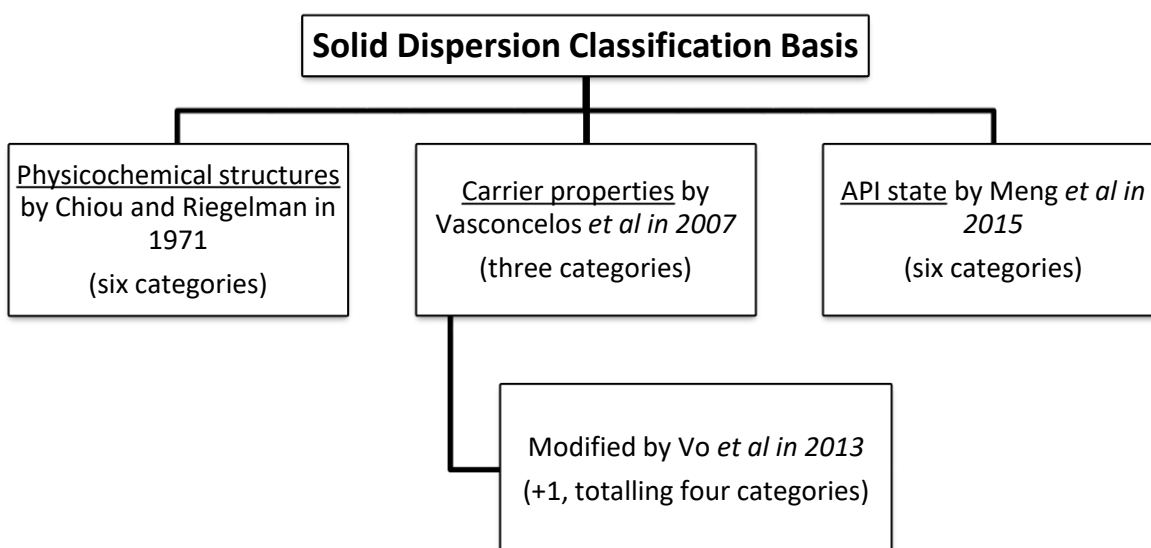 Solid Dispersion Classification Basis
Physicochemical structures
by Chiou and Riegelman in
1971
(six categories)
Carrier properties by
Vasconcelos et al in 2007
(three categories)
API state by Meng et al in
2015
(six categories)
Modified by Vo et al in 2013
(+1, totalling four categories)